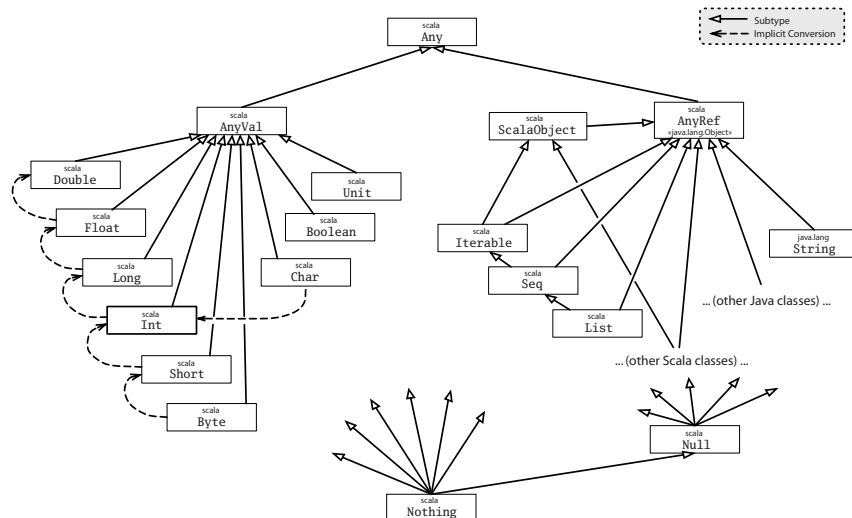 scala
Any
Subtype
Implicit Conversion
scala
AnyVal
scala
ScalaObject
scala
AnyRef
«java.lang.Object»
scala
Double
scala
Unit
scala
Float
scala
Boolean
scala
Iterable
java.lang
String
scala
Long
scala
Char
scala
Seq
... (other Java classes) ...
scala
Int
scala
List
scala
Short
... (other Scala classes) ...
scala
Byte
scala
Null
scala
Nothing